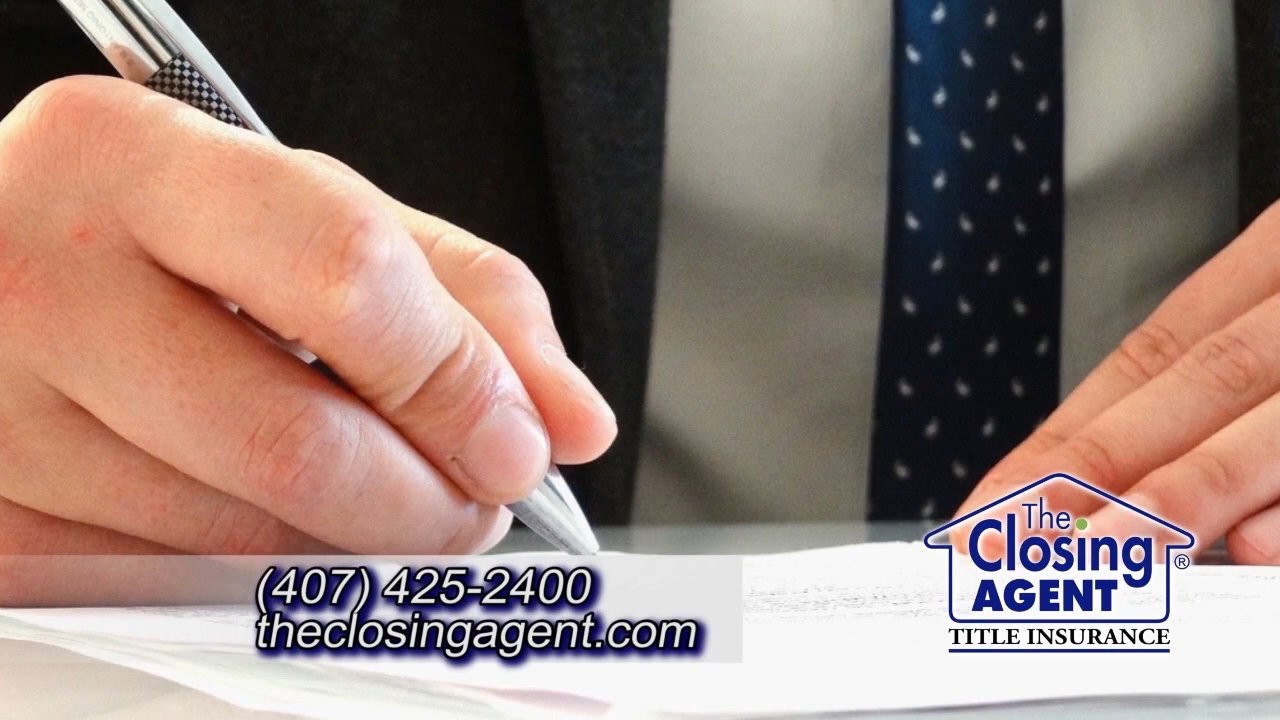 (407) 425-2400
theclosingagent.com
The
Closing
AGENT
®
TITLE INSURANCE